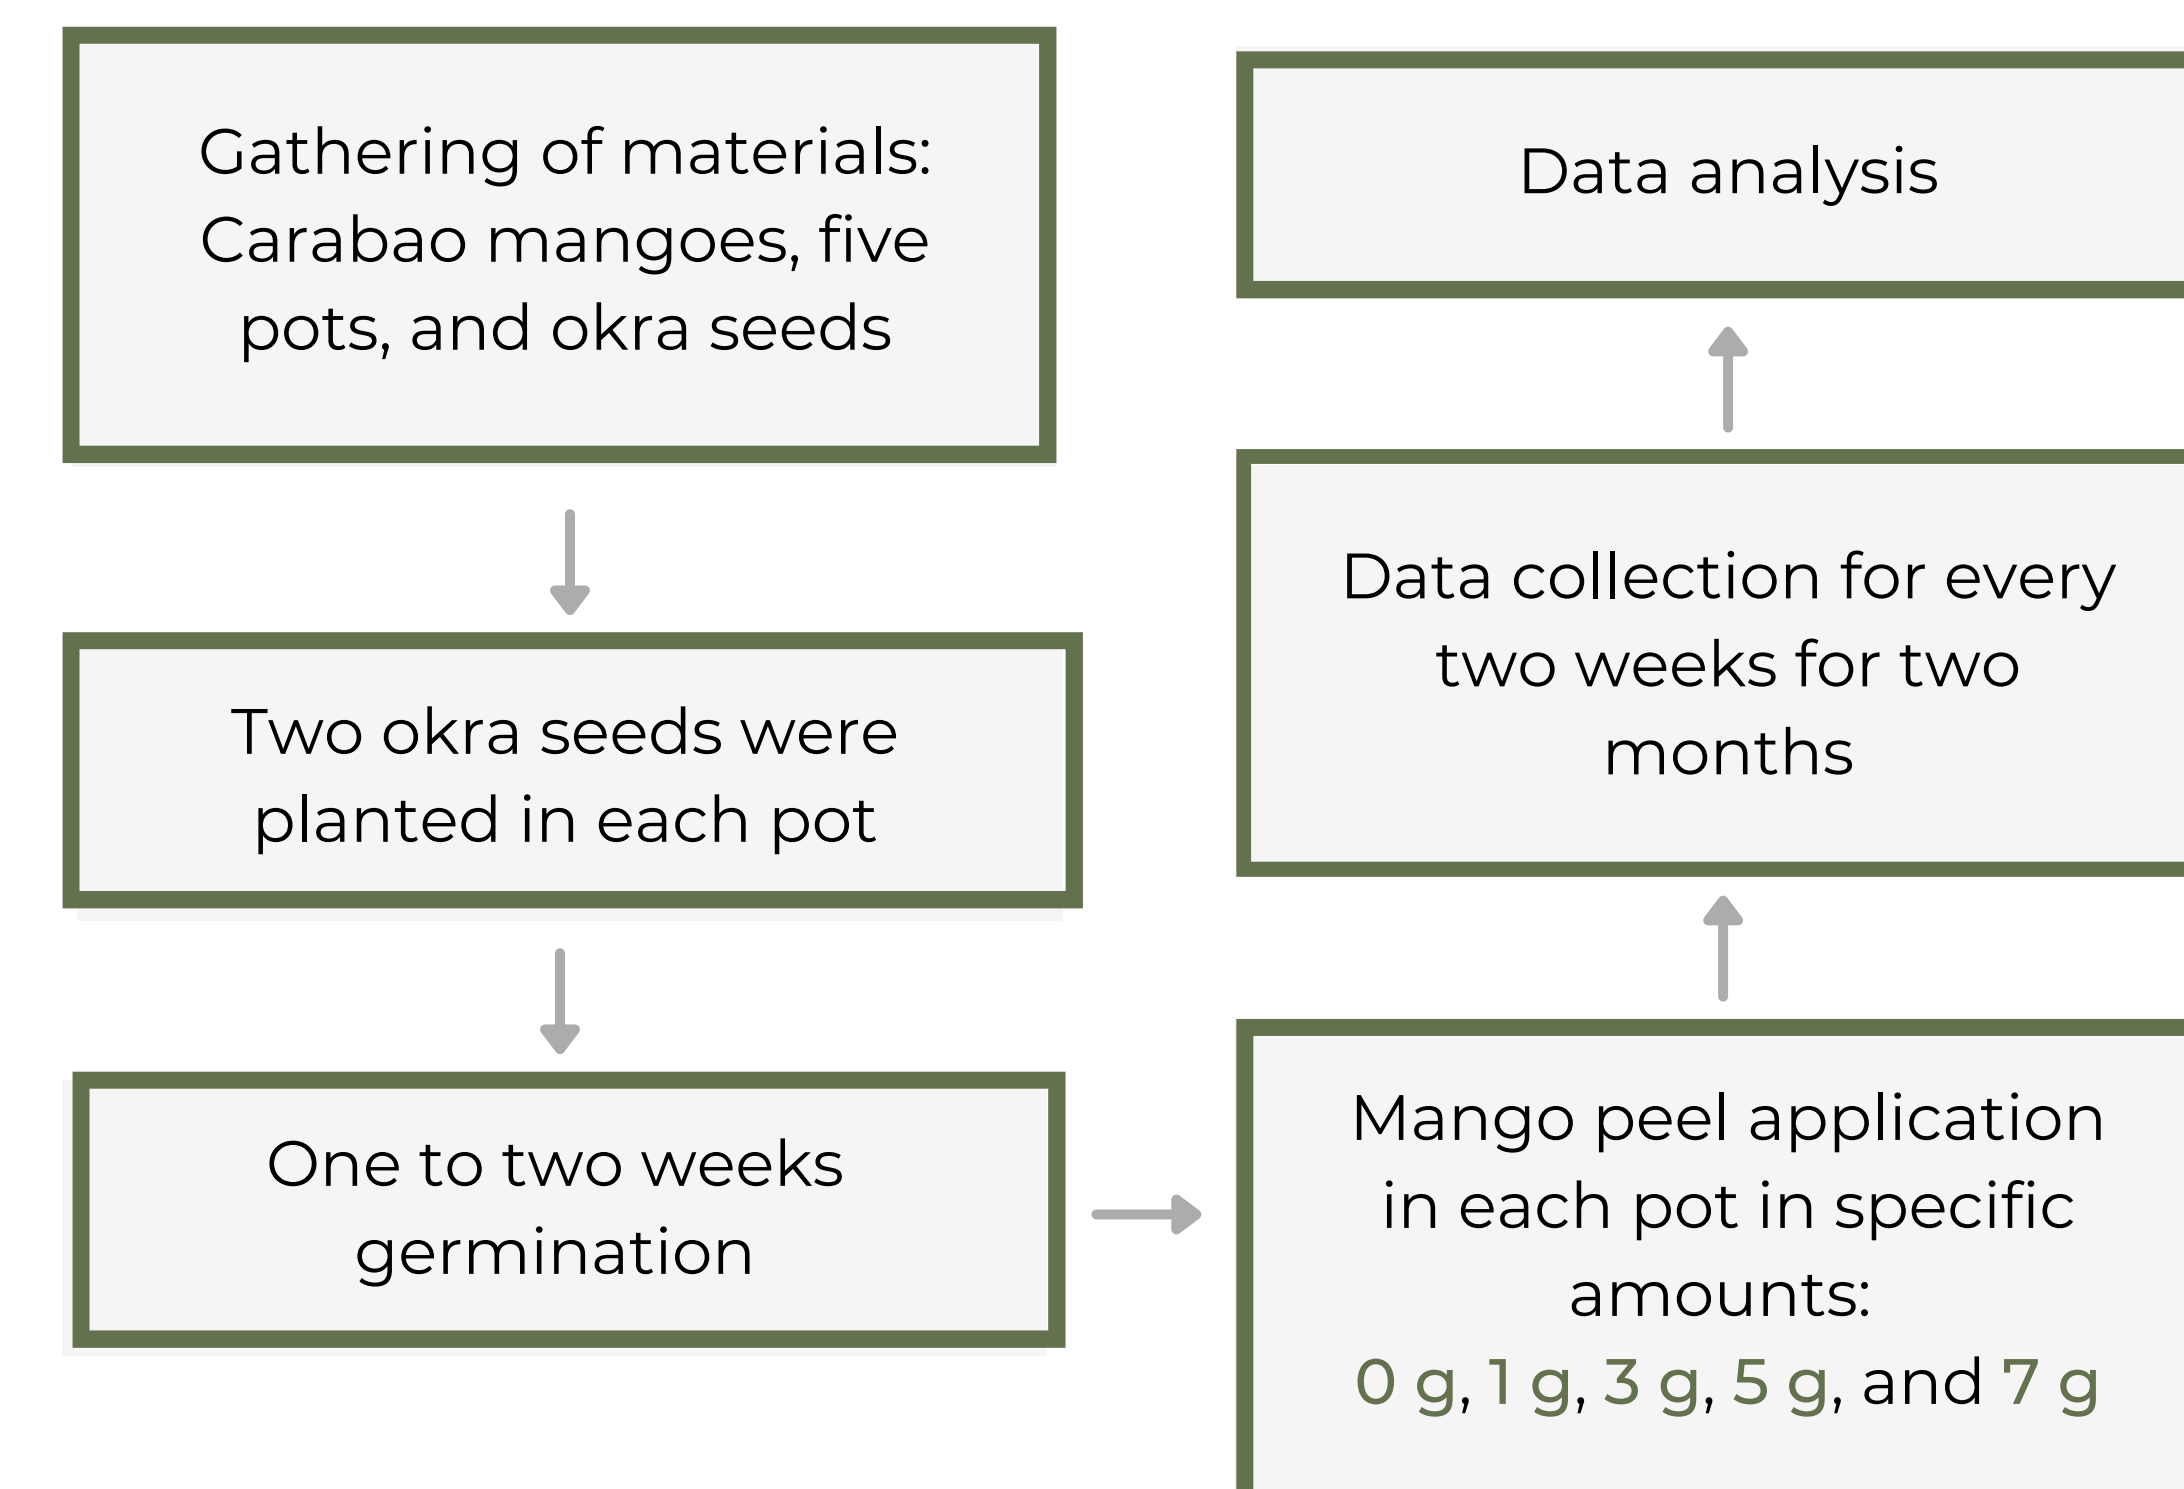 Gathering of materials:
Carabao mangoes, five
pots, and okra seeds
Two okra seeds were
planted in each pot
One to two weeks
germination
Mango peel application
in each pot in specific
amounts:
0 g, 1 g, 3 g, 5 g, and 7 g
Data collection for every
two weeks for two
months
Data analysis